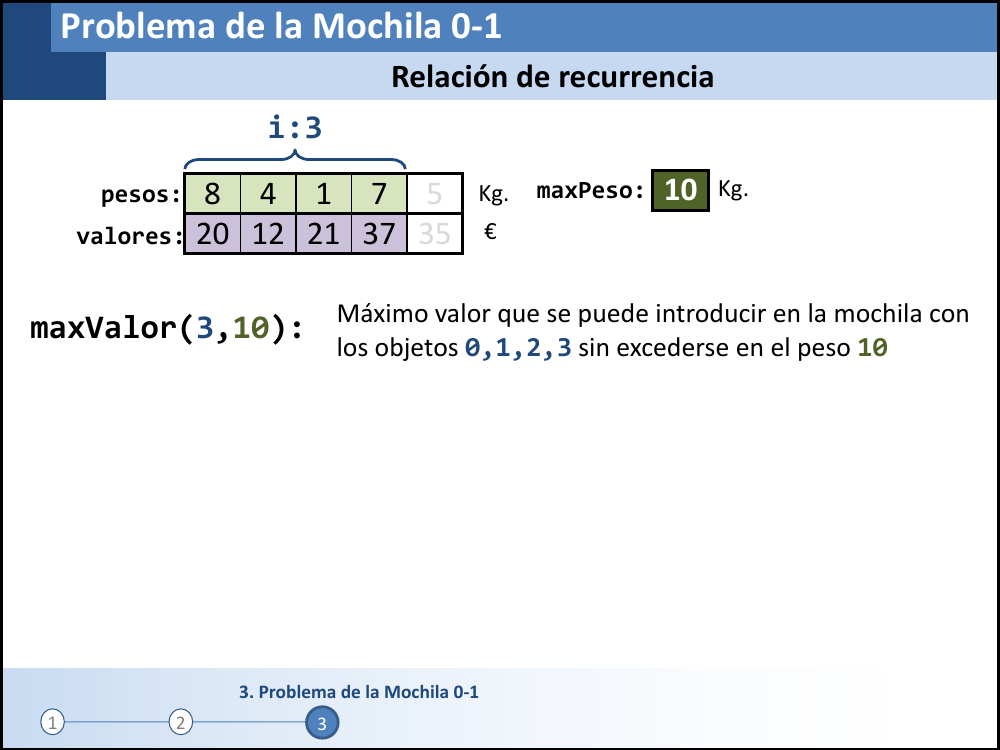 Problema de la Mochila 0-1
Relación de recurrencia
i:3
pesos: 8 4 1 7 5 Kg. maxPeso: 10 Kg.
valores: 20 12 21 37 35 €
maxValor(3,10): Máximo valor que se puede introducir en la mochila con
los objetos 0,1,2,3 sin excederse en el peso 10
3. Problema de la Mochila 0-1
1 2 3